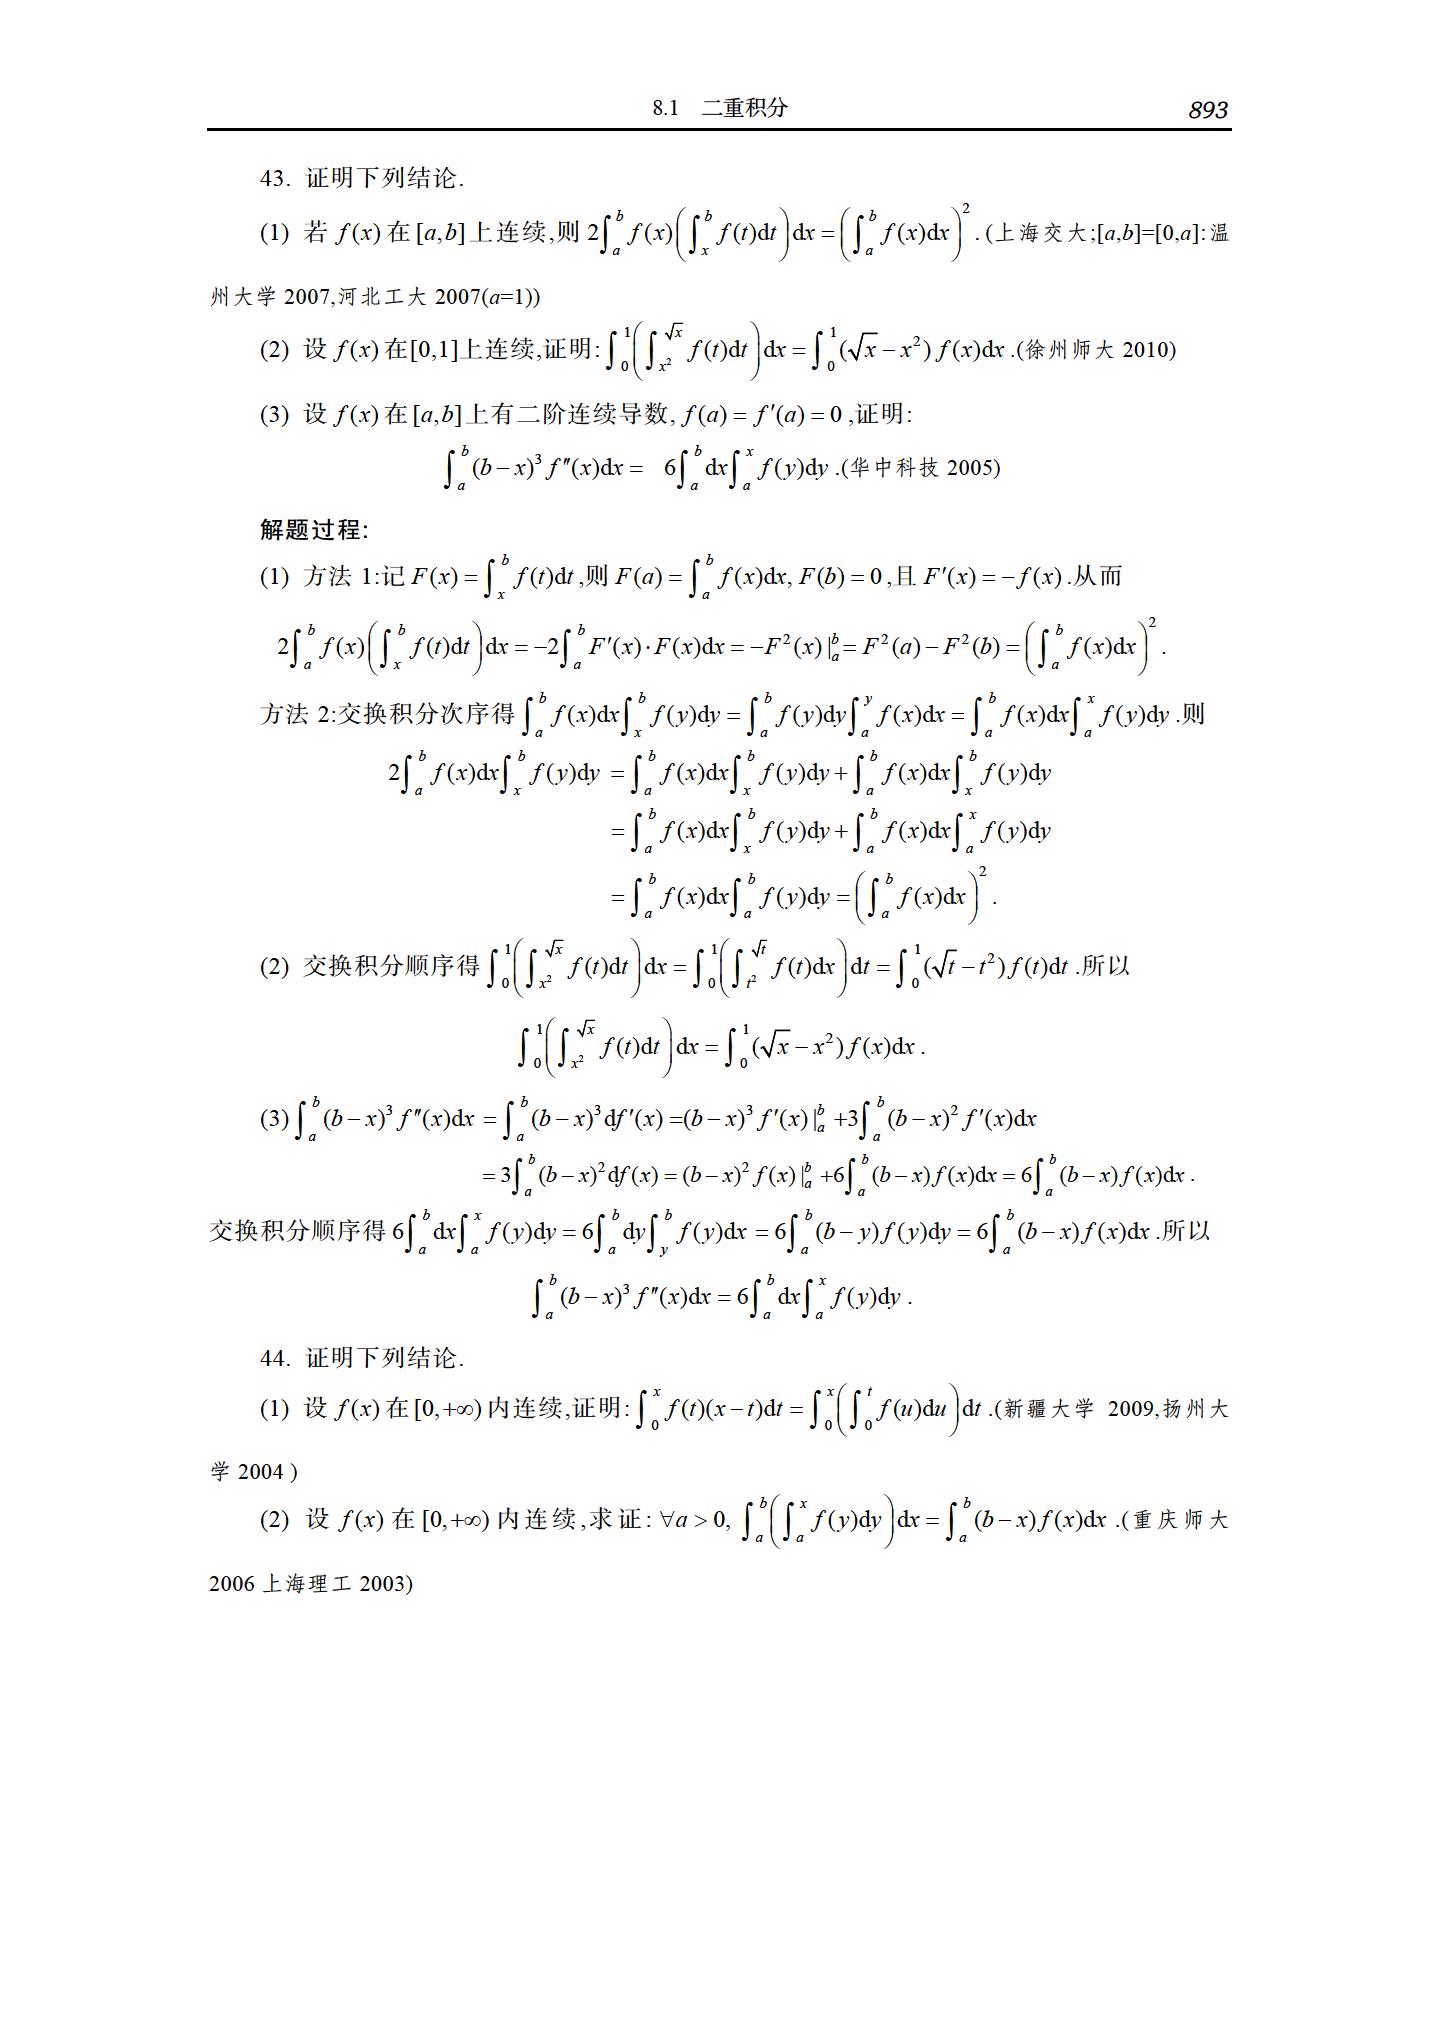 8.1 二重积分 893
43. 证明下列结论.
(1) 若 $f(x)$ 在 $[a,b]$ 上连续,则 $2\int_a^b f(x)\left(\int_x^b f(t)\mathrm{d}t\right)\mathrm{d}x=\left(\int_a^b f(x)\mathrm{d}x\right)^2$.(上海交大;[a,b]=[0,a]:温
州大学 2007,河北工大 2007(a=1))
(2) 设 $f(x)$ 在[0,1]上连续,证明: $\int_0^1\left(\int_{x^2}^{\sqrt{x}} f(t)\mathrm{d}t\right)\mathrm{d}x=\int_0^1(\sqrt{x}-x^2)f(x)\mathrm{d}x$.(徐州师大 2010)
(3) 设 $f(x)$ 在 $[a,b]$ 上有二阶连续导数, $f(a)=f'(a)=0$,证明:
$\int_a^b(b-x)^3 f''(x)\mathrm{d}x=6\int_a^b\mathrm{d}x\int_a^x f(y)\mathrm{d}y$.(华中科技 2005)
解题过程:
(1) 方法 1:记 $F(x)=\int_x^b f(t)\mathrm{d}t$,则 $F(a)=\int_a^b f(x)\mathrm{d}x, F(b)=0$,且 $F'(x)=-f(x)$.从而
$2\int_a^b f(x)\left(\int_x^b f(t)\mathrm{d}t\right)\mathrm{d}x=-2\int_a^b F'(x)\cdot F(x)\mathrm{d}x=-F^2(x)|_a^b=F^2(a)-F^2(b)=\left(\int_a^b f(x)\mathrm{d}x\right)^2$.
方法 2:交换积分次序得 $\int_a^b f(x)\mathrm{d}x\int_x^b f(y)\mathrm{d}y=\int_a^b f(y)\mathrm{d}y\int_a^y f(x)\mathrm{d}x=\int_a^b f(x)\mathrm{d}x\int_a^x f(y)\mathrm{d}y$.则
$2\int_a^b f(x)\mathrm{d}x\int_x^b f(y)\mathrm{d}y=\int_a^b f(x)\mathrm{d}x\int_x^b f(y)\mathrm{d}y+\int_a^b f(x)\mathrm{d}x\int_x^b f(y)\mathrm{d}y$
$=\int_a^b f(x)\mathrm{d}x\int_x^b f(y)\mathrm{d}y+\int_a^b f(x)\mathrm{d}x\int_a^x f(y)\mathrm{d}y$
$=\int_a^b f(x)\mathrm{d}x\int_a^b f(y)\mathrm{d}y=\left(\int_a^b f(x)\mathrm{d}x\right)^2$.
(2) 交换积分顺序得 $\int_0^1\left(\int_{x^2}^{\sqrt{x}} f(t)\mathrm{d}t\right)\mathrm{d}x=\int_0^1\left(\int_{t^2}^{\sqrt{t}} f(t)\mathrm{d}x\right)\mathrm{d}t=\int_0^1(\sqrt{t}-t^2)f(t)\mathrm{d}t$.所以
$\int_0^1\left(\int_{x^2}^{\sqrt{x}} f(t)\mathrm{d}t\right)\mathrm{d}x=\int_0^1(\sqrt{x}-x^2)f(x)\mathrm{d}x$.
(3) $\int_a^b(b-x)^3 f''(x)\mathrm{d}x=\int_a^b(b-x)^3\mathrm{d}f'(x)=(b-x)^3 f'(x)|_a^b+3\int_a^b(b-x)^2 f'(x)\mathrm{d}x$
$=3\int_a^b(b-x)^2\mathrm{d}f(x)=(b-x)^2 f(x)|_a^b+6\int_a^b(b-x)f(x)\mathrm{d}x=6\int_a^b(b-x)f(x)\mathrm{d}x$.
交换积分顺序得 $6\int_a^b\mathrm{d}x\int_a^x f(y)\mathrm{d}y=6\int_a^b\mathrm{d}y\int_y^b f(y)\mathrm{d}x=6\int_a^b(b-y)f(y)\mathrm{d}y=6\int_a^b(b-x)f(x)\mathrm{d}x$.所以
$\int_a^b(b-x)^3 f''(x)\mathrm{d}x=6\int_a^b\mathrm{d}x\int_a^x f(y)\mathrm{d}y$.
44. 证明下列结论.
(1) 设 $f(x)$ 在 $[0,+\infty)$ 内连续,证明: $\int_0^x f(t)(x-t)\mathrm{d}t=\int_0^x\left(\int_0^t f(u)\mathrm{d}u\right)\mathrm{d}t$.(新疆大学 2009,扬州大
学 2004 )
(2) 设 $f(x)$ 在 $[0,+\infty)$ 内连续,求证: $\forall a>0, \int_a^b\left(\int_a^x f(y)\mathrm{d}y\right)\mathrm{d}x=\int_a^b(b-x)f(x)\mathrm{d}x$.(重庆师大
2006 上海理工 2003)